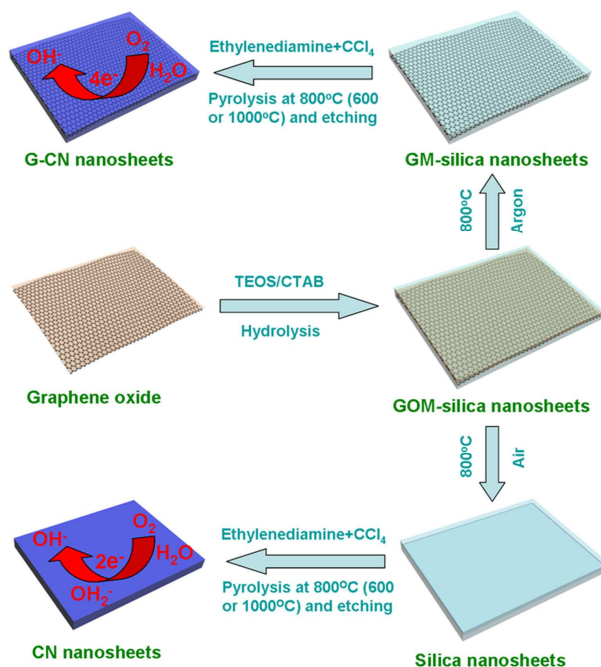 OH-
O2
4e-
H2O
Ethylenediamine+CCl4
Pyrolysis at 800oC (600
or 1000oC) and etching
G-CN nanosheets
GM-silica nanosheets
800oC
Argon
TEOS/CTAB
Hydrolysis
Graphene oxide
GOM-silica nanosheets
800oC
Air
OH-
O2
2e-
H2O
OH2-
Ethylenediamine+CCl4
Pyrolysis at 800OC (600
or 1000OC) and etching
CN nanosheets
Silica nanosheets